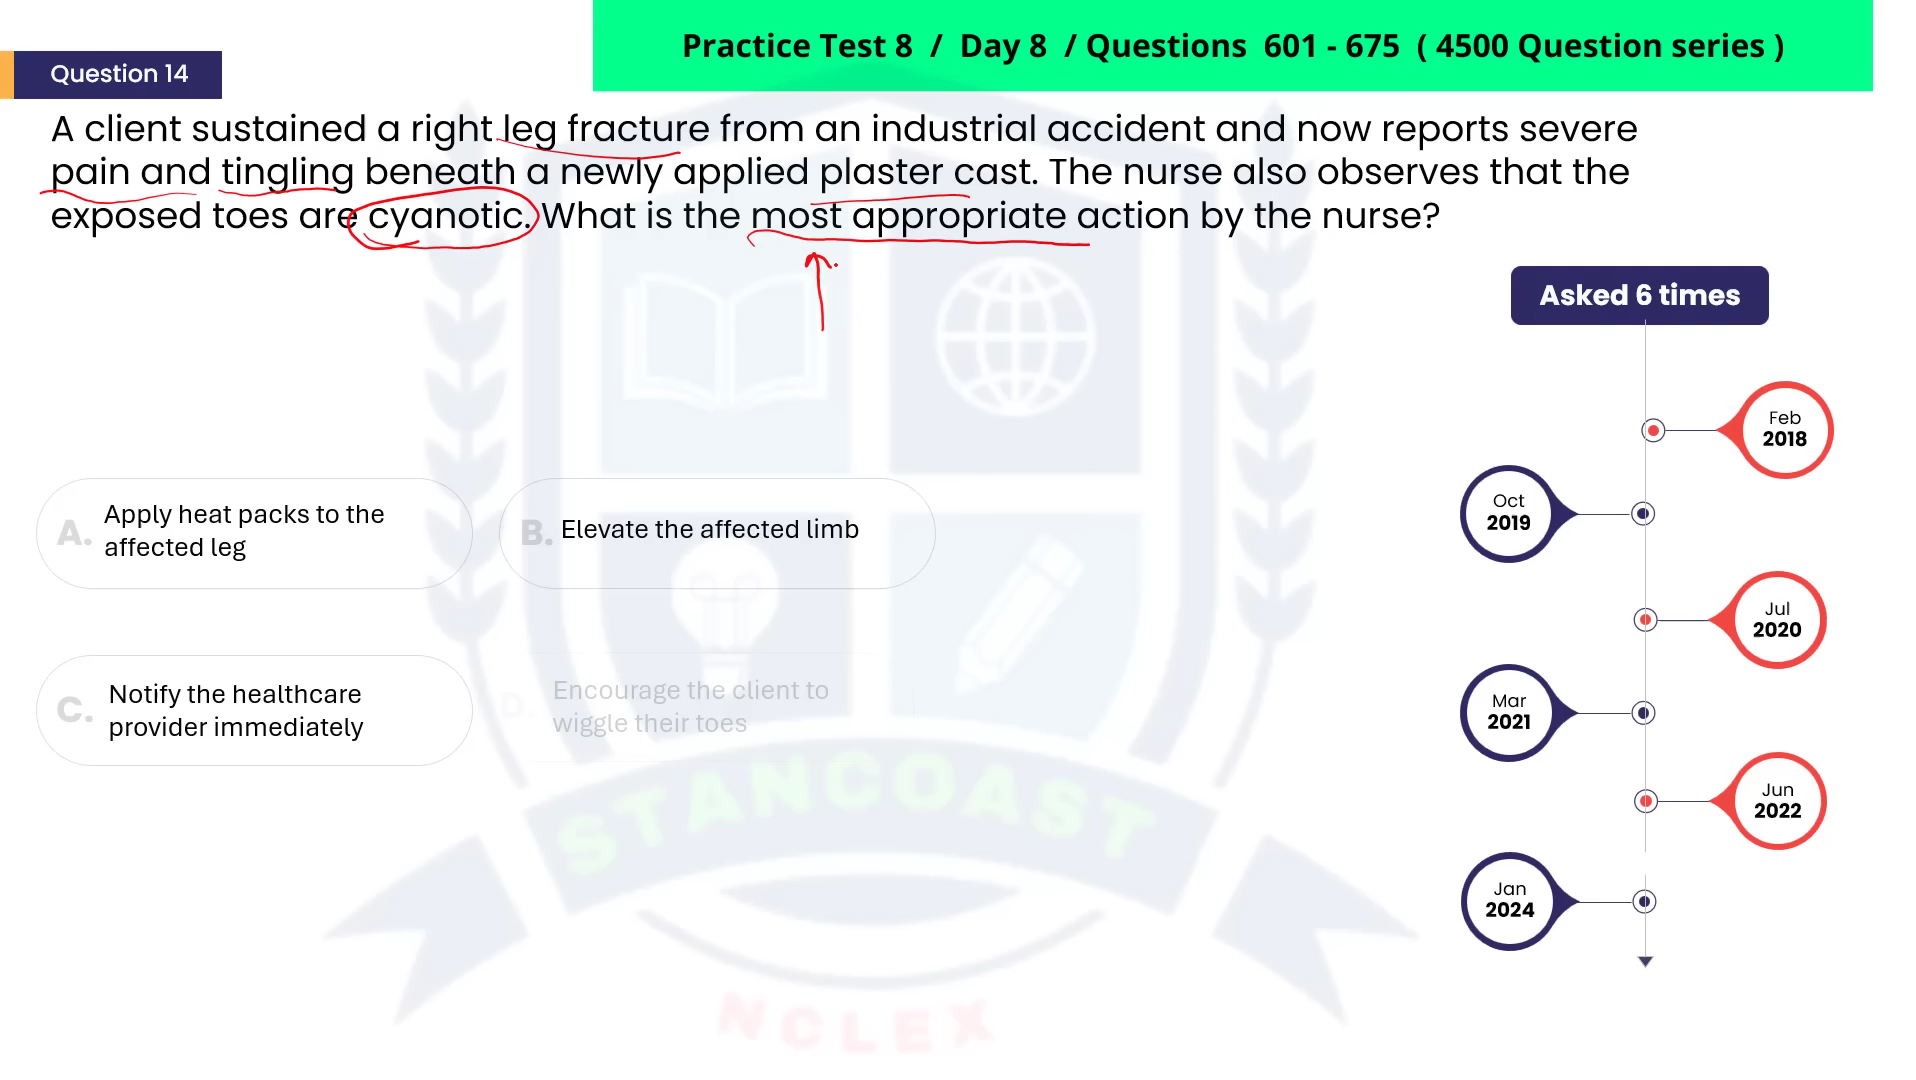 Practice Test 8 / Day 8 / Questions 601 - 675 ( 4500 Question series )
Question 14
A client sustained a right leg fracture from an industrial accident and now reports severe
pain and tingling beneath a newly applied plaster cast. The nurse also observes that the
exposed toes are cyanotic. What is the most appropriate action by the nurse?
Asked 6 times
Feb
2018
Oct
2019
Jul
2020
Mar
2021
Jun
2022
Jan
2024
A. Apply heat packs to the
affected leg
B. Elevate the affected limb
C. Notify the healthcare
provider immediately
D. Encourage the client to
wiggle their toes
STANCOAST
NCLEX